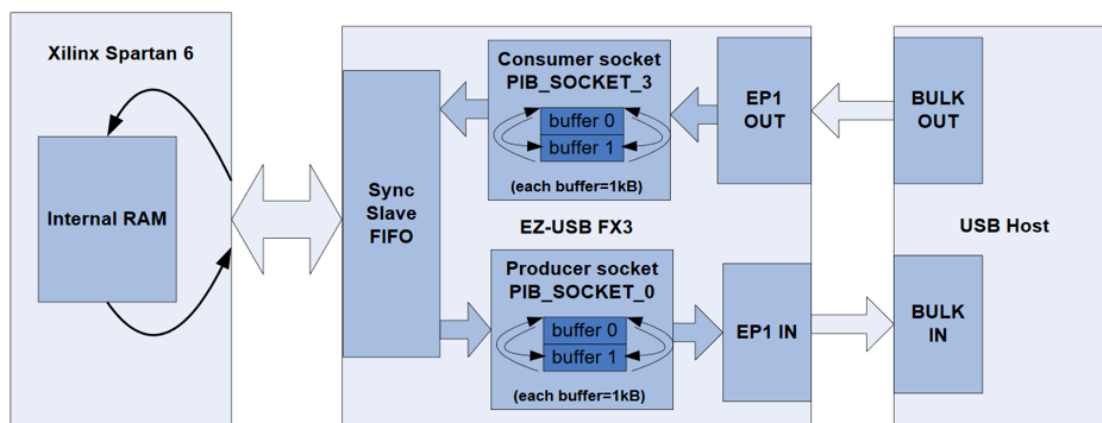 Xilinx Spartan 6
Internal RAM
Sync
Slave
FIFO
Consumer socket
PIB_SOCKET_3
buffer 0
buffer 1
(each buffer=1kB)
EP1
OUT
BULK
OUT
EZ-USB FX3
USB Host
Producer socket
PIB_SOCKET_0
buffer 0
buffer 1
(each buffer=1kB)
EP1 IN
BULK
IN